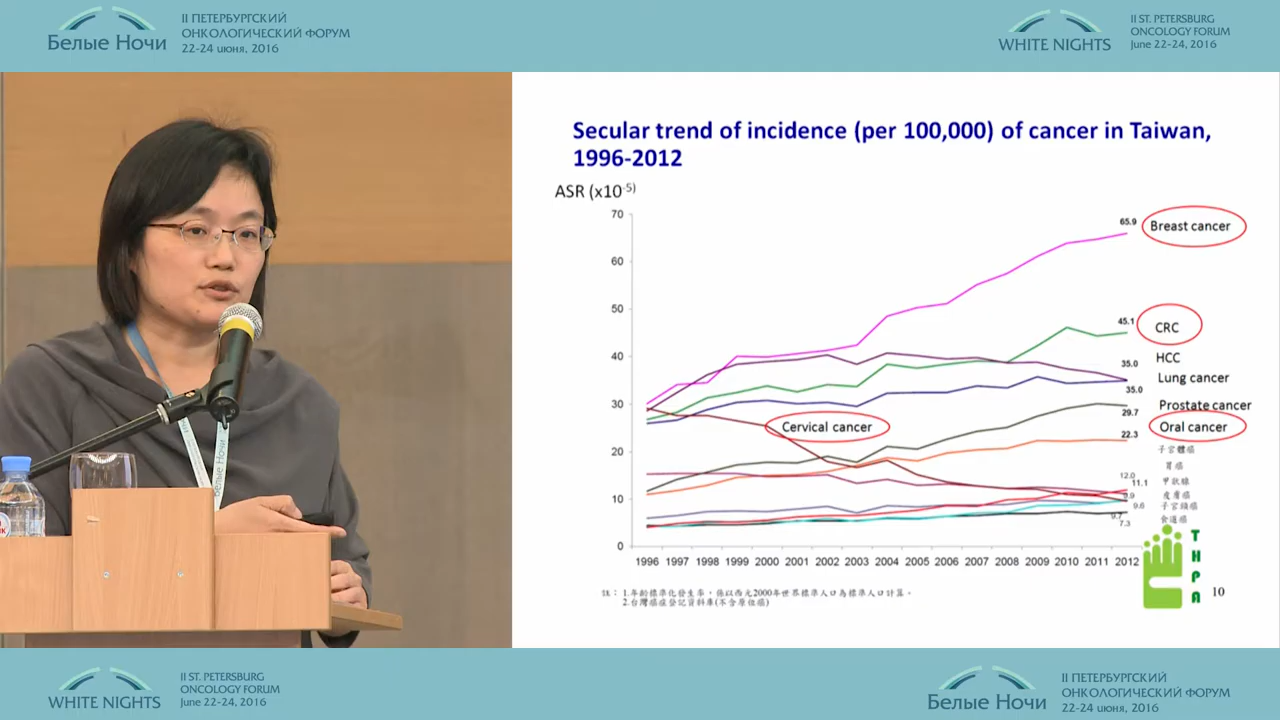 Белые Ночи
II ПЕТЕРБУРГСКИЙ
ОНКОЛОГИЧЕСКИЙ ФОРУМ
22-24 июня, 2016
WHITE NIGHTS
II ST. PETERSBURG
ONCOLOGY FORUM
June 22-24, 2016
Secular trend of incidence (per 100,000) of cancer in Taiwan,
1996-2012
ASR (x10-5)
70
60
50
40
30
20
10
0
1996 1997 1998 1999 2000 2001 2002 2003 2004 2005 2006 2007 2008 2009 2010 2011 2012
65.9
Breast cancer
45.1
CRC
HCC
35.0
Lung cancer
35.0
Prostate cancer
29.7
Cervical cancer
Oral cancer
22.3
子宮體癌
胃癌
12.0
甲狀腺
11.1
皮膚癌
9.9
子宮頸癌
9.6
食道癌
9.7
7.3
THPA
10
註：1.年齡標準化發生率，係以西元2000年世界標準人口為標準人口計算。
2.台灣癌症登記資料庫(不含原位癌)
Белые Ночи
WHITE NIGHTS
II ST. PETERSBURG
ONCOLOGY FORUM
June 22-24, 2016
Белые Ночи
II ПЕТЕРБУРГСКИЙ
ОНКОЛОГИЧЕСКИЙ ФОРУМ
22-24 июня, 2016